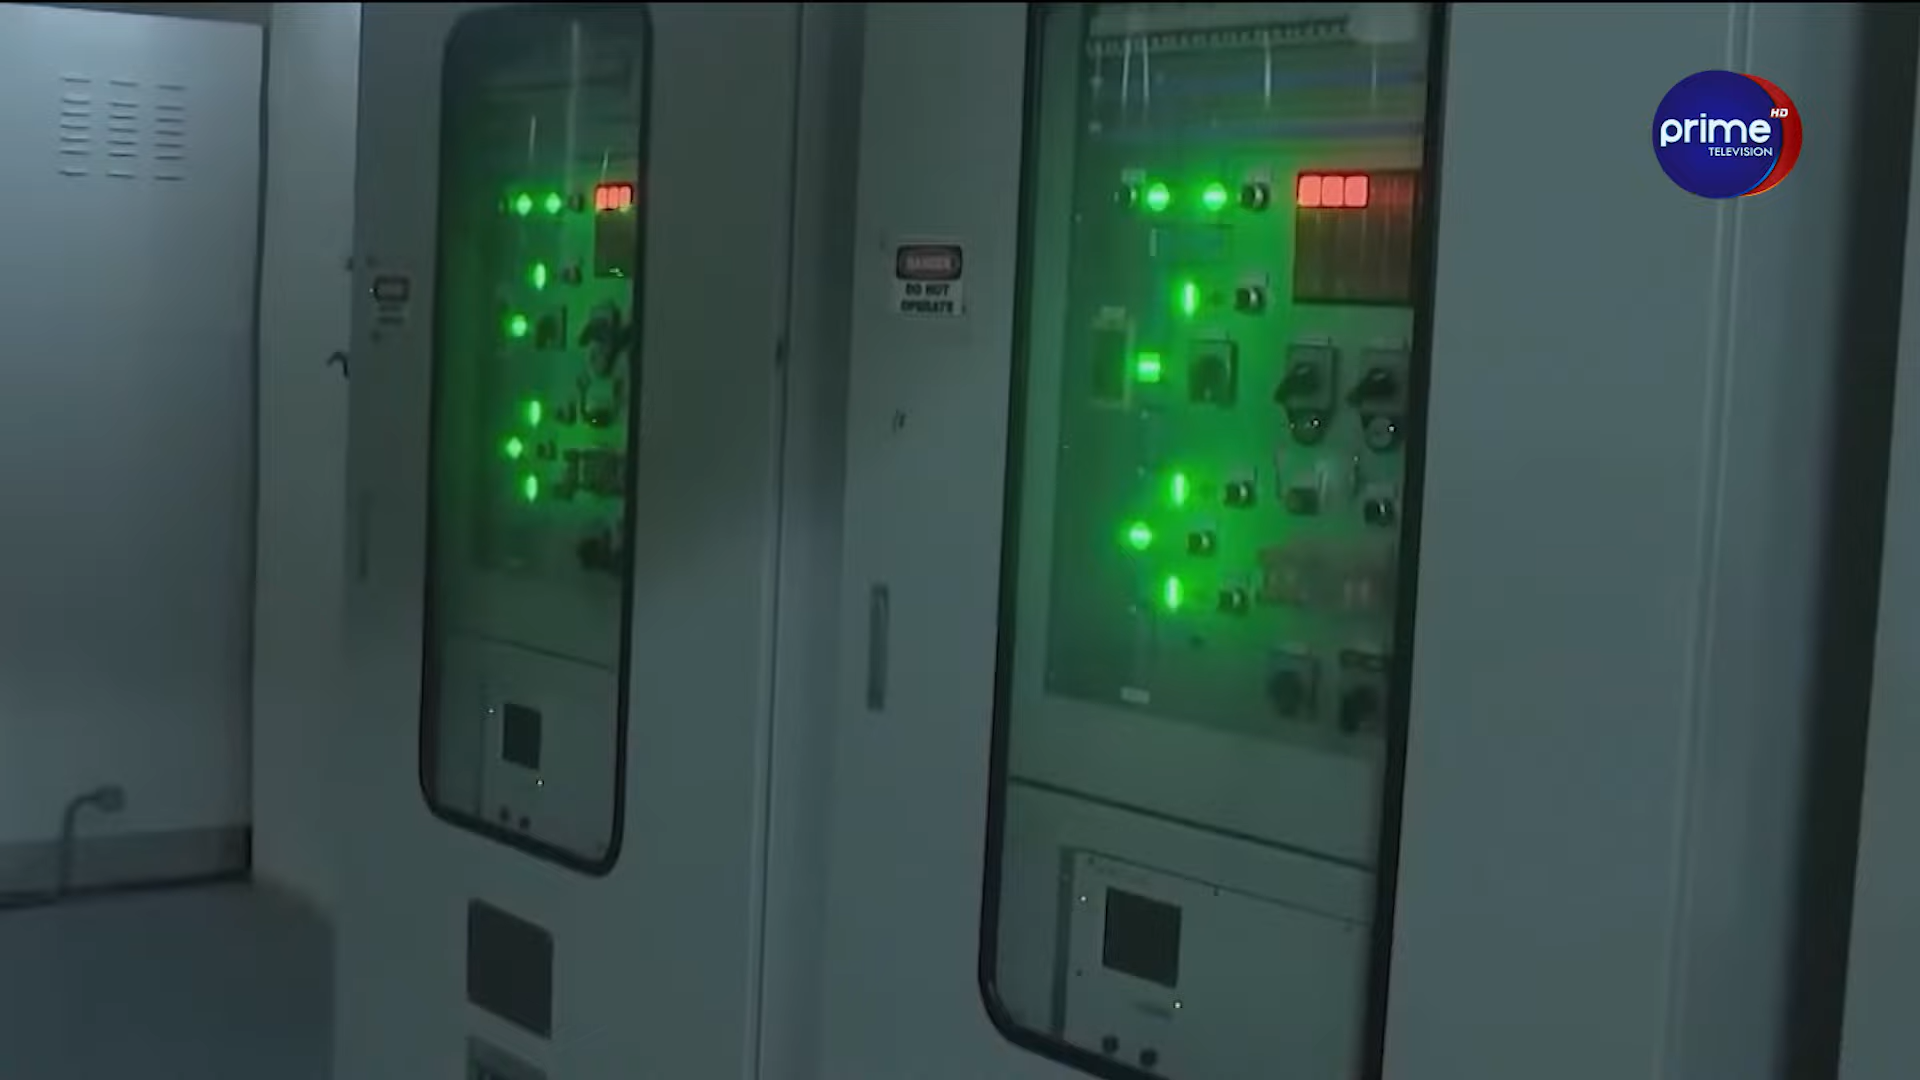 HD
prime
TELEVISION
DANGER
DO NOT
OPERATE